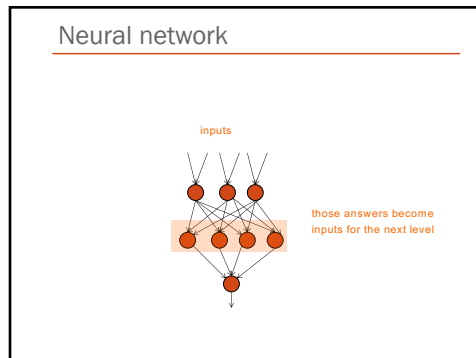 Neural network
inputs
those answers become
inputs for the next level